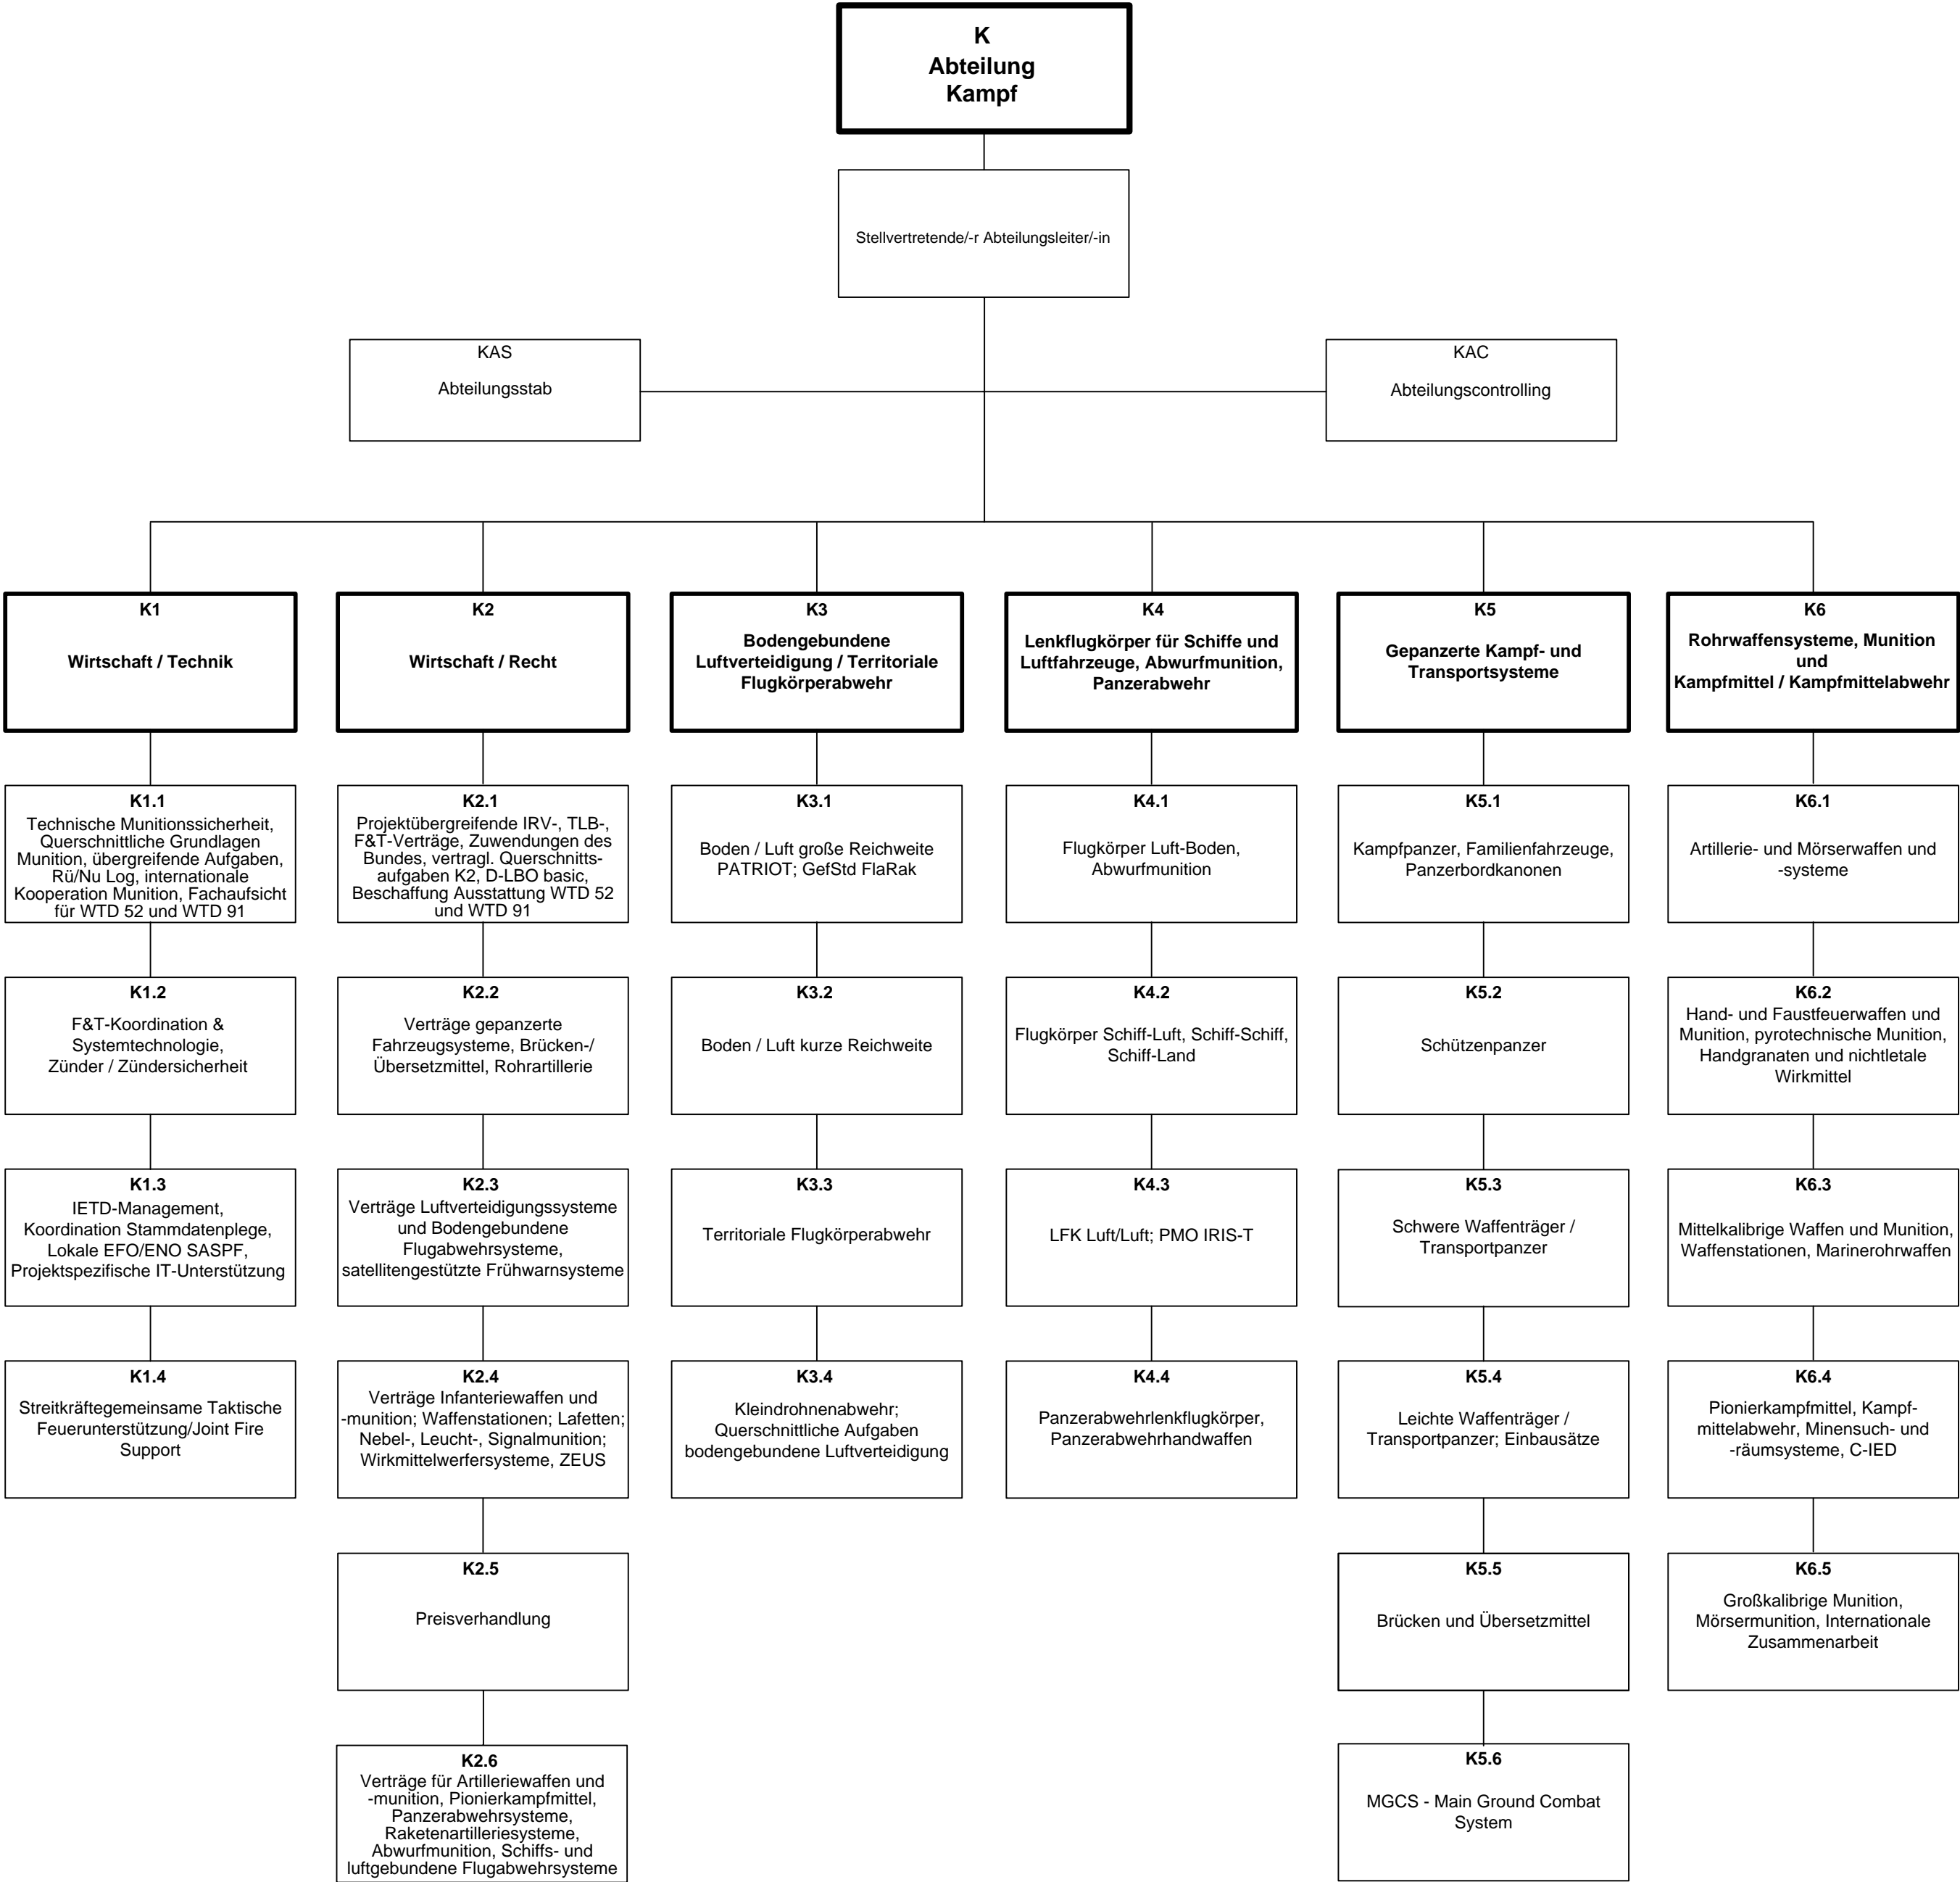 K
Abteilung
Kampf
Stellvertretende/-r Abteilungsleiter/-in
KAS
Abteilungsstab
KAC
Abteilungscontrolling
K1
Wirtschaft / Technik
K2
Wirtschaft / Recht
K3
Bodengebundene
Luftverteidigung / Territoriale
Flugkörperabwehr
K4
Lenkflugkörper für Schiffe und
Luftfahrzeuge, Abwurfmunition,
Panzerabwehr
K5
Gepanzerte Kampf- und
Transportsysteme
K6
Rohrwaffensysteme, Munition
und
Kampfmittel / Kampfmittelabwehr
K1.1
Technische Munitionssicherheit,
Querschnittliche Grundlagen
Munition, übergreifende Aufgaben,
Rü/Nu Log, internationale
Kooperation Munition, Fachaufsicht
für WTD 52 und WTD 91
K2.1
Projektübergreifende IRV-, TLB-,
F&T-Verträge, Zuwendungen des
Bundes, vertragl. Querschnitts-
aufgaben K2, D-LBO basic,
Beschaffung Ausstattung WTD 52
und WTD 91
K3.1
Boden / Luft große Reichweite
PATRIOT; GefStd FlaRak
K4.1
Flugkörper Luft-Boden,
Abwurfmunition
K5.1
Kampfpanzer, Familienfahrzeuge,
Panzerbordkanonen
K6.1
Artillerie- und Mörserwaffen und
-systeme
K1.2
F&T-Koordination &
Systemtechnologie,
Zünder / Zündersicherheit
K2.2
Verträge gepanzerte
Fahrzeugsysteme, Brücken-/
Übersetzmittel, Rohrartillerie
K3.2
Boden / Luft kurze Reichweite
K4.2
Flugkörper Schiff-Luft, Schiff-Schiff,
Schiff-Land
K5.2
Schützenpanzer
K6.2
Hand- und Faustfeuerwaffen und
Munition, pyrotechnische Munition,
Handgranaten und nichtletale
Wirkmittel
K1.3
IETD-Management,
Koordination Stammdatenplege,
Lokale EFO/ENO SASPF,
Projektspezifische IT-Unterstützung
K2.3
Verträge Luftverteidigungssysteme
und Bodengebundene
Flugabwehrsysteme,
satellitengestützte Frühwarnsysteme
K3.3
Territoriale Flugkörperabwehr
K4.3
LFK Luft/Luft; PMO IRIS-T
K5.3
Schwere Waffenträger /
Transportpanzer
K6.3
Mittelkalibrige Waffen und Munition,
Waffenstationen, Marinerohrwaffen
K1.4
Streitkräftegemeinsame Taktische
Feuerunterstützung/Joint Fire
Support
K2.4
Verträge Infanteriewaffen und
-munition; Waffenstationen; Lafetten;
Nebel-, Leucht-, Signalmunition;
Wirkmittelwerfersysteme, ZEUS
K3.4
Kleindrohnenabwehr;
Querschnittliche Aufgaben
bodengebundene Luftverteidigung
K4.4
Panzerabwehrlenkflugkörper,
Panzerabwehrhandwaffen
K5.4
Leichte Waffenträger /
Transportpanzer; Einbausätze
K6.4
Pionierkampfmittel, Kampf-
mittelabwehr, Minensuch- und
-räumsysteme, C-IED
K2.5
Preisverhandlung
K5.5
Brücken und Übersetzmittel
K6.5
Großkalibrige Munition,
Mörsermunition, Internationale
Zusammenarbeit
K2.6
Verträge für Artilleriewaffen und
-munition, Pionierkampfmittel,
Panzerabwehrsysteme,
Raketenartilleriesysteme,
Abwurfmunition, Schiffs- und
luftgebundene Flugabwehrsysteme
K5.6
MGCS - Main Ground Combat
System